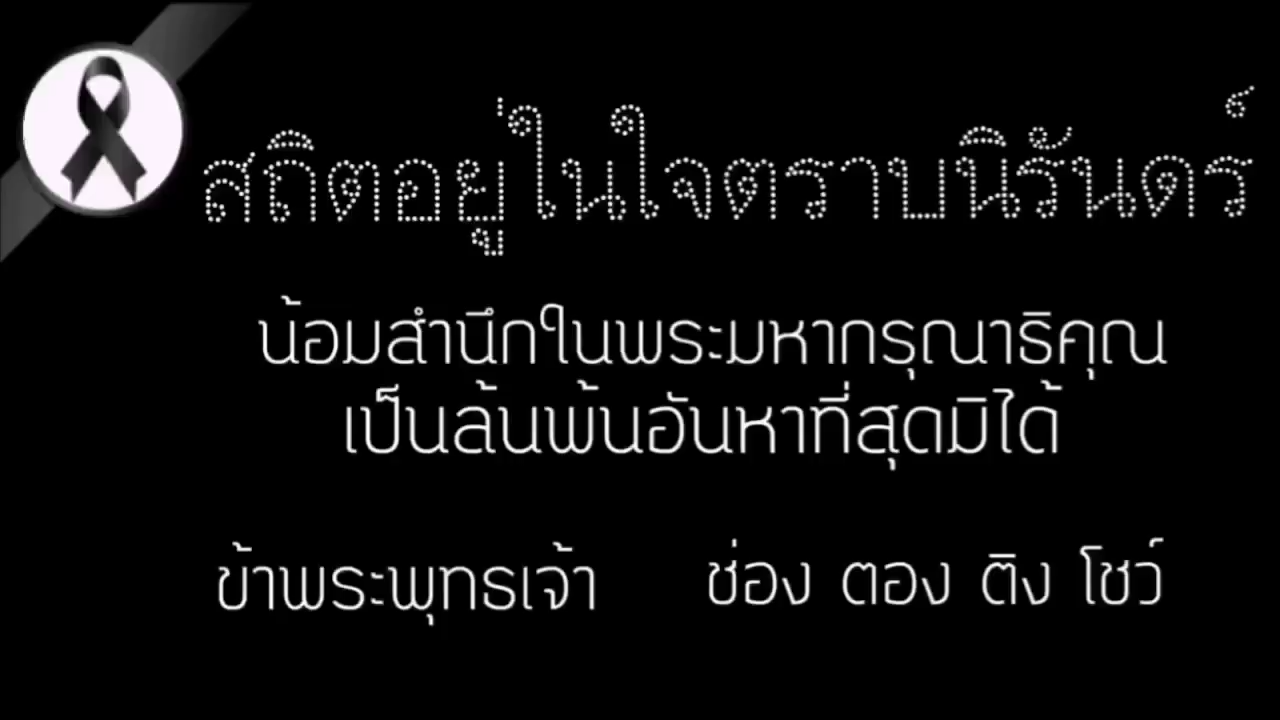 สถิตอยู่ในใจตราบนิรันดร์
น้อมสำนึกในพระมหากรุณาธิคุณ
เป็นล้นพ้นอันหาที่สุดมิได้
ข้าพระพุทธเจ้า ช่อง ตอง ติง โชว์